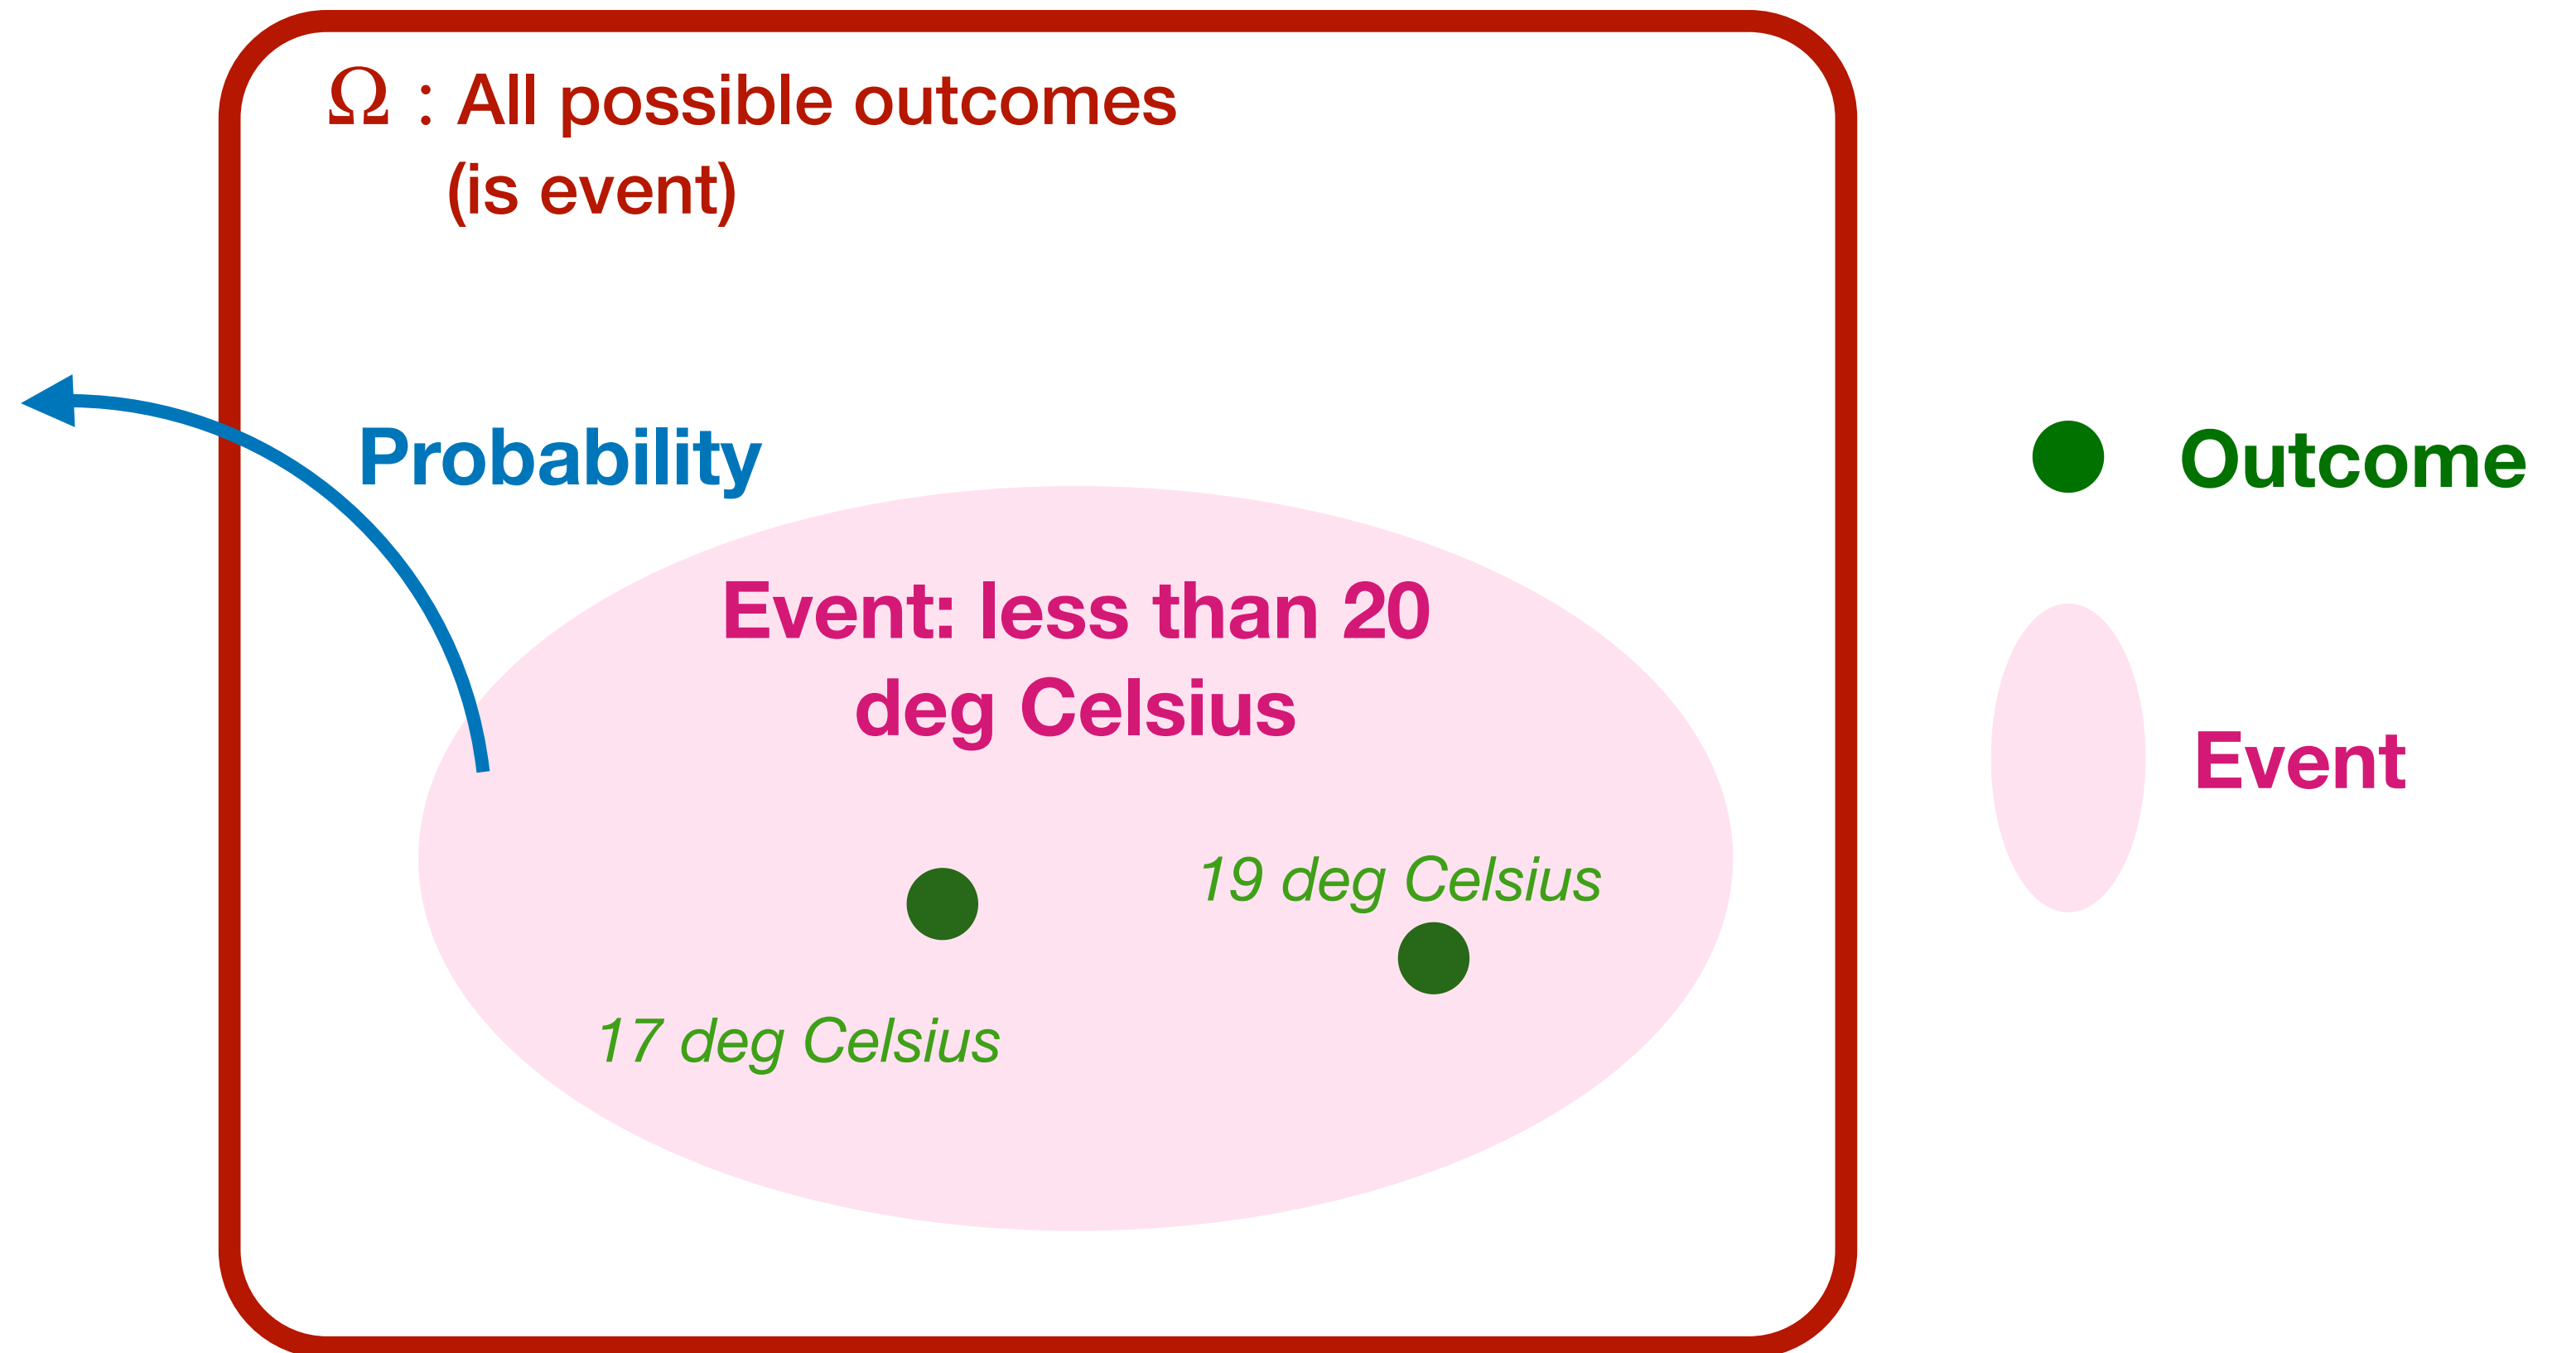 Ω : All possible outcomes
(is event)
Probability
Event: less than 20
deg Celsius
19 deg Celsius
17 deg Celsius
Outcome
Event